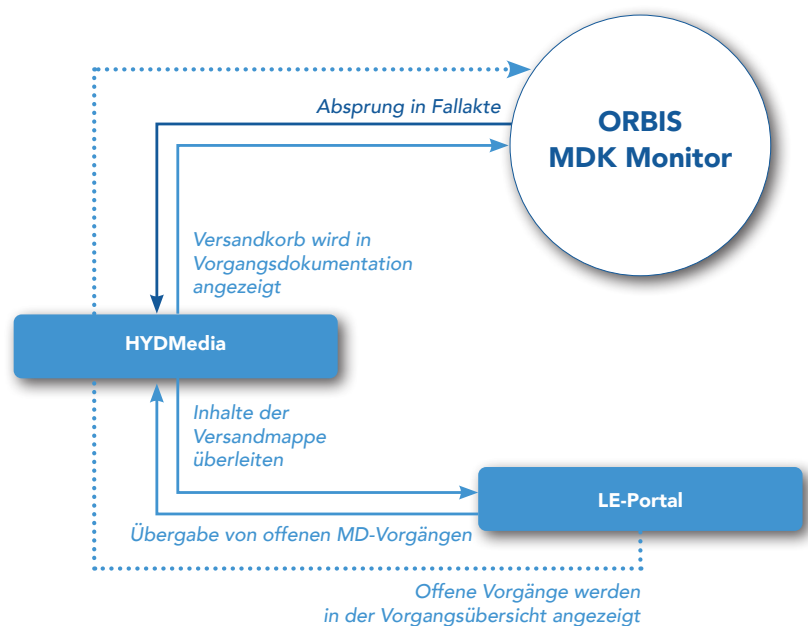 Absprung in Fallakte
ORBIS
MDK Monitor
Versandkorb wird in
Vorgangsdokumentation
angezeigt
HYDMedia
Inhalte der
Versandmappe
überleiten
LE-Portal
Übergabe von offenen MD-Vorgängen
Offene Vorgänge werden
in der Vorgangsübersicht angezeigt